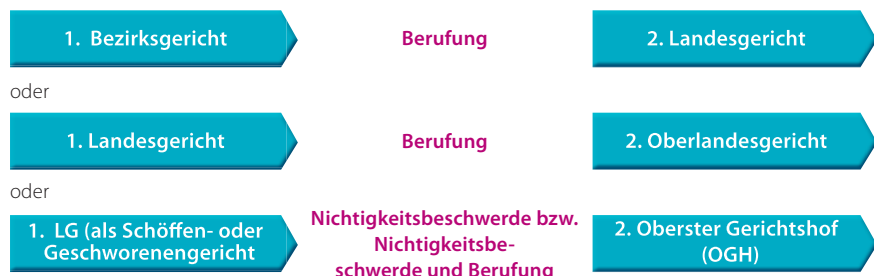 1. Bezirksgericht
Berufung
2. Landesgericht
oder
1. Landesgericht
Berufung
2. Oberlandesgericht
oder
1. LG (als Schöffen- oder
Geschworenengericht
Nichtigkeitsbeschwerde bzw.
Nichtigkeitsbe-
schwerde und Berufung
2. Oberster Gerichtshof
(OGH)